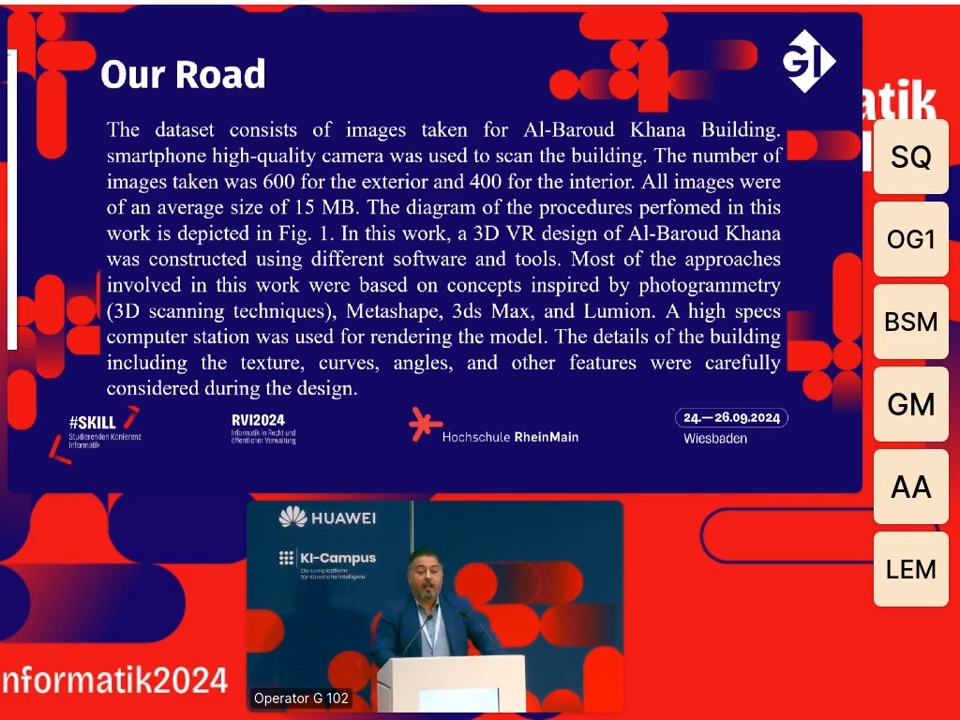 Our Road
GI
The dataset consists of images taken for Al-Baroud Khana Building.
smartphone high-quality camera was used to scan the building. The number of
images taken was 600 for the exterior and 400 for the interior. All images were
of an average size of 15 MB. The diagram of the procedures perfomed in this
work is depicted in Fig. 1. In this work, a 3D VR design of Al-Baroud Khana
was constructed using different software and tools. Most of the approaches
involved in this work were based on concepts inspired by photogrammetry
(3D scanning techniques), Metashape, 3ds Max, and Lumion. A high specs
computer station was used for rendering the model. The details of the building
including the texture, curves, angles, and other features were carefully
considered during the design.
#SKILL
Studierenden Konferenz
Informatik
RVI2024
Informatik in Recht und
öffentlicher Verwaltung
Hochschule RheinMain
24.—26.09.2024
Wiesbaden
atik
SQ
OG1
BSM
GM
AA
LEM
HUAWEI
KI-Campus
Die Lernplattform
für Künstliche Intelligenz
Operator G 102
nformatik2024